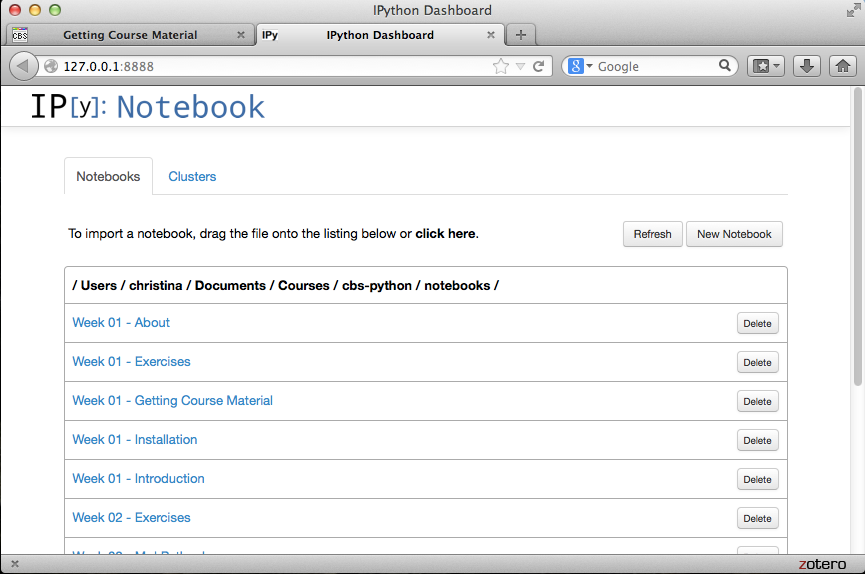 IPython Dashboard
CBS Getting Course Material
IPy IPython Dashboard
127.0.0.1:8888
Google
IP[y]: Notebook
Notebooks Clusters
To import a notebook, drag the file onto the listing below or click here. Refresh New Notebook
/ Users / christina / Documents / Courses / cbs-python / notebooks /
Week 01 - About Delete
Week 01 - Exercises Delete
Week 01 - Getting Course Material Delete
Week 01 - Installation Delete
Week 01 - Introduction Delete
Week 02 - Exercises Delete
zotero